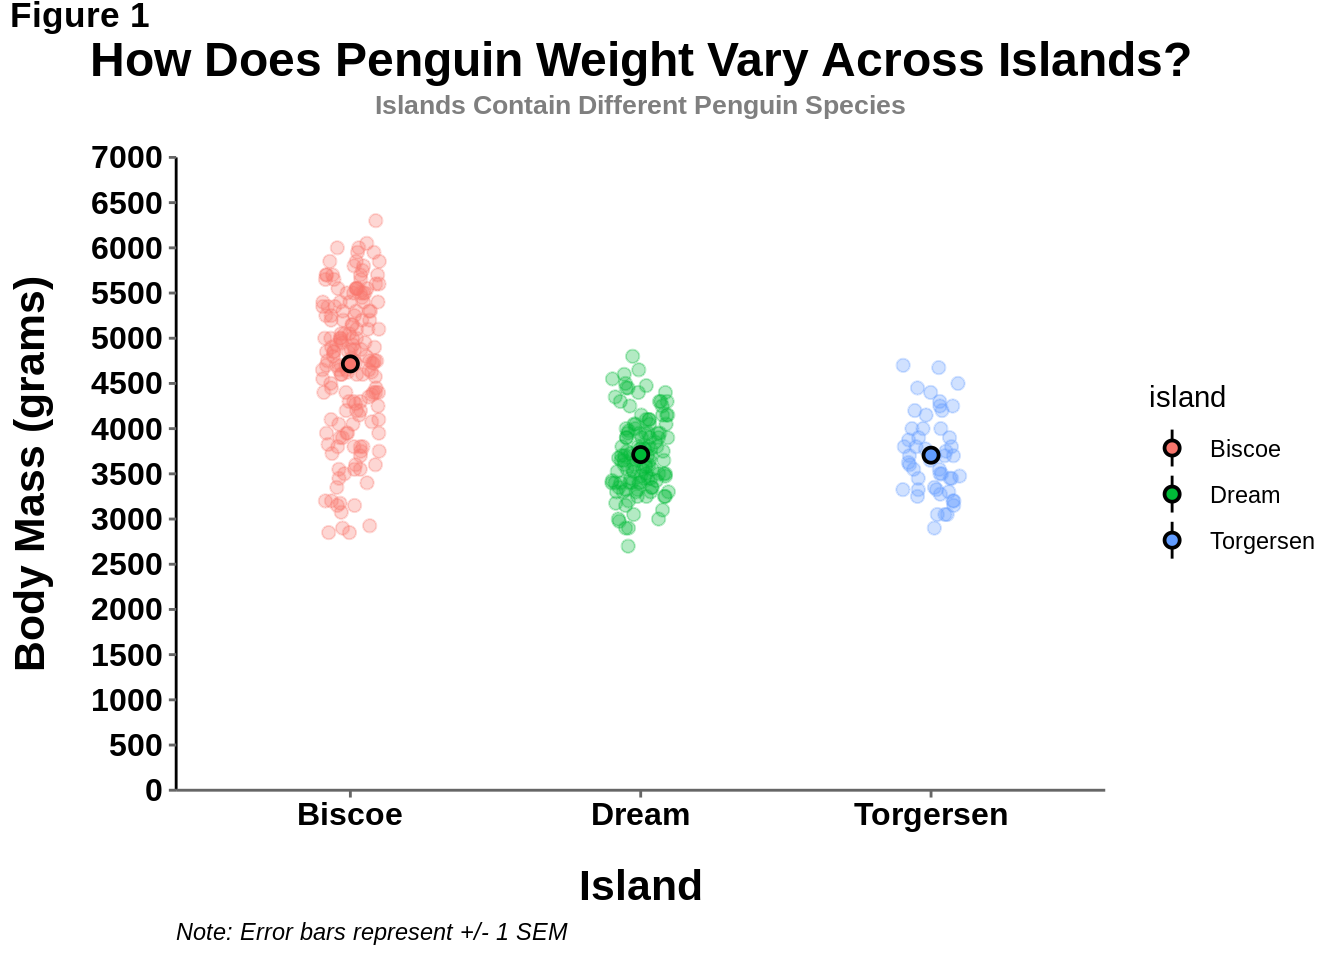 Figure 1
How Does Penguin Weight Vary Across Islands?
Islands Contain Different Penguin Species
7000
6500
6000
5500
5000
4500
4000
3500
3000
2500
2000
1500
1000
500
0
Body Mass (grams)
Biscoe
Dream
Torgersen
Island
Note: Error bars represent +/- 1 SEM
island
Biscoe
Dream
Torgersen